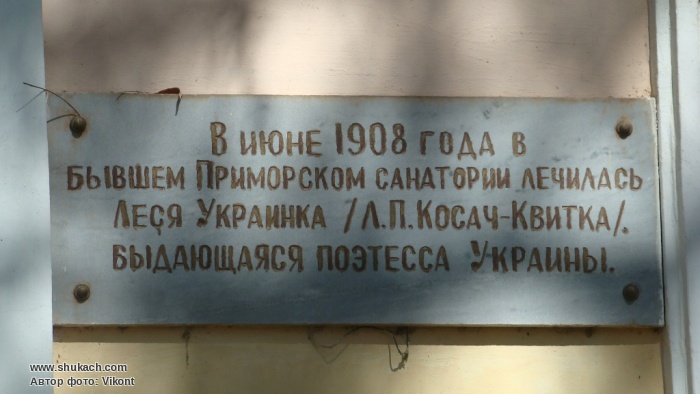 В ИЮНЕ 1908 ГОДА В
БЫВШЕМ ПРИМОРСКОМ САНАТОРИИ ЛЕЧИЛАСЬ
ЛЕСЯ УКРАИНКА /Л.П.КОСАЧ-КВИТКА/.
ВЫДАЮЩАЯСЯ ПОЭТЕССА УКРАИНЫ.
www.shukach.com
Автор фото: Vikont